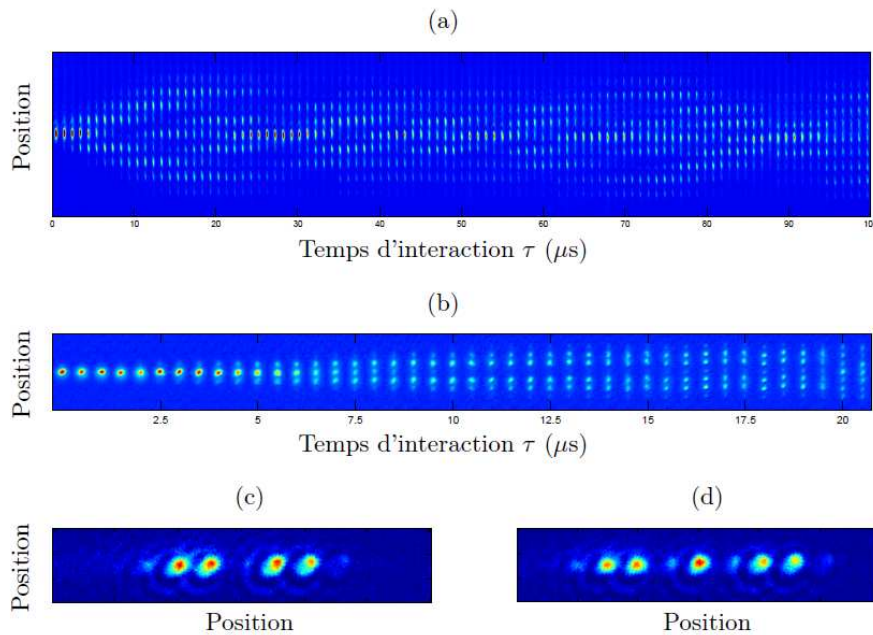 (a)
Position
0 10 20 30 40 50 60 70 80 90 10
Temps d'interaction τ (μs)
(b)
Position
2.5 5 7.5 10 12.5 15 17.5 20
Temps d'interaction τ (μs)
(c) (d)
Position
Position Position